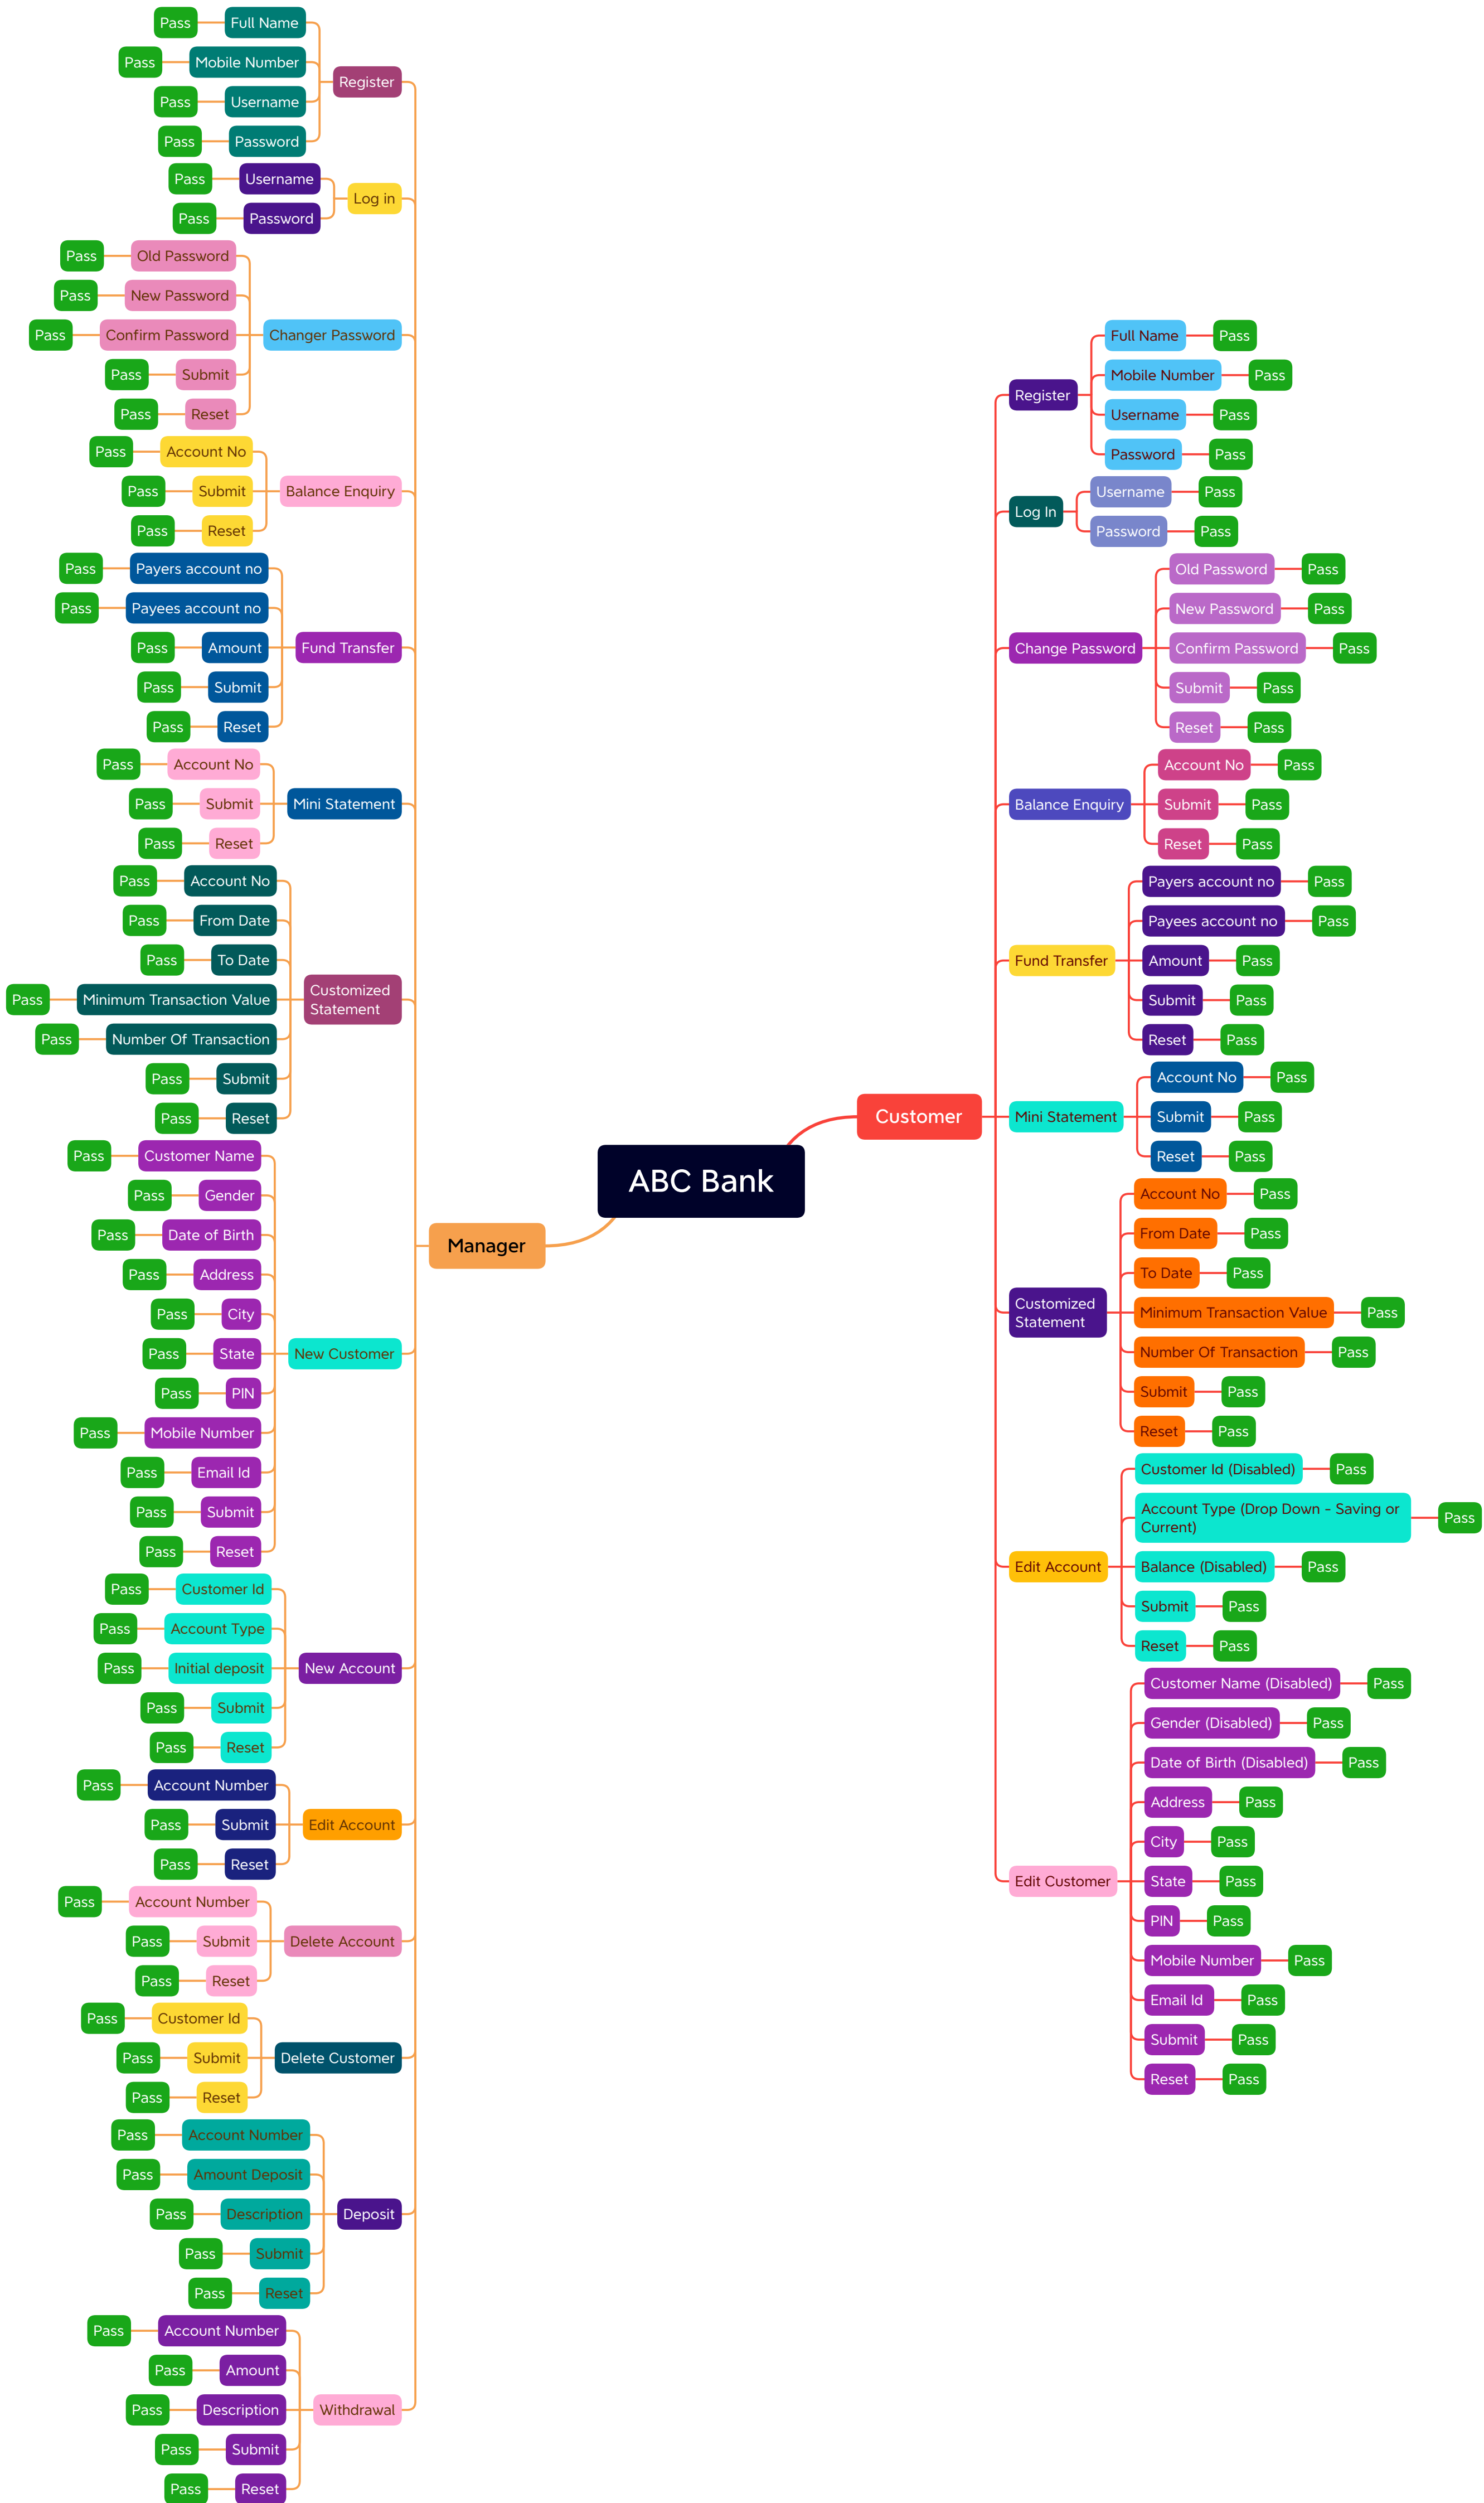 ABC Bank
Customer
Register
Full Name
Pass
Mobile Number
Pass
Username
Pass
Password
Pass
Log In
Username
Pass
Password
Pass
Change Password
Old Password
Pass
New Password
Pass
Confirm Password
Pass
Submit
Pass
Reset
Pass
Balance Enquiry
Account No
Pass
Submit
Pass
Reset
Pass
Fund Transfer
Payers account no
Pass
Payees account no
Pass
Amount
Pass
Submit
Pass
Reset
Pass
Mini Statement
Account No
Pass
Submit
Pass
Reset
Pass
Customized
Statement
Account No
Pass
From Date
Pass
To Date
Pass
Minimum Transaction Value
Pass
Number Of Transaction
Pass
Submit
Pass
Reset
Pass
Edit Account
Customer Id (Disabled)
Pass
Account Type (Drop Down - Saving or
Current)
Pass
Balance (Disabled)
Pass
Submit
Pass
Reset
Pass
Edit Customer
Customer Name (Disabled)
Pass
Gender (Disabled)
Pass
Date of Birth (Disabled)
Pass
Address
Pass
City
Pass
State
Pass
PIN
Pass
Mobile Number
Pass
Email Id
Pass
Submit
Pass
Reset
Pass
Manager
Register
Full Name
Pass
Mobile Number
Pass
Username
Pass
Password
Pass
Log in
Username
Pass
Password
Pass
Changer Password
Old Password
Pass
New Password
Pass
Confirm Password
Pass
Submit
Pass
Reset
Pass
Balance Enquiry
Account No
Pass
Submit
Pass
Reset
Pass
Fund Transfer
Payers account no
Pass
Payees account no
Pass
Amount
Pass
Submit
Pass
Reset
Pass
Mini Statement
Account No
Pass
Submit
Pass
Reset
Pass
Customized
Statement
Account No
Pass
From Date
Pass
To Date
Pass
Minimum Transaction Value
Pass
Number Of Transaction
Pass
Submit
Pass
Reset
Pass
New Customer
Customer Name
Pass
Gender
Pass
Date of Birth
Pass
Address
Pass
City
Pass
State
Pass
PIN
Pass
Mobile Number
Pass
Email Id
Pass
Submit
Pass
Reset
Pass
New Account
Customer Id
Pass
Account Type
Pass
Initial deposit
Pass
Submit
Pass
Reset
Pass
Edit Account
Account Number
Pass
Submit
Pass
Reset
Pass
Delete Account
Account Number
Pass
Submit
Pass
Reset
Pass
Delete Customer
Customer Id
Pass
Submit
Pass
Reset
Pass
Deposit
Account Number
Pass
Amount Deposit
Pass
Description
Pass
Submit
Pass
Reset
Pass
Withdrawal
Account Number
Pass
Amount
Pass
Description
Pass
Submit
Pass
Reset
Pass